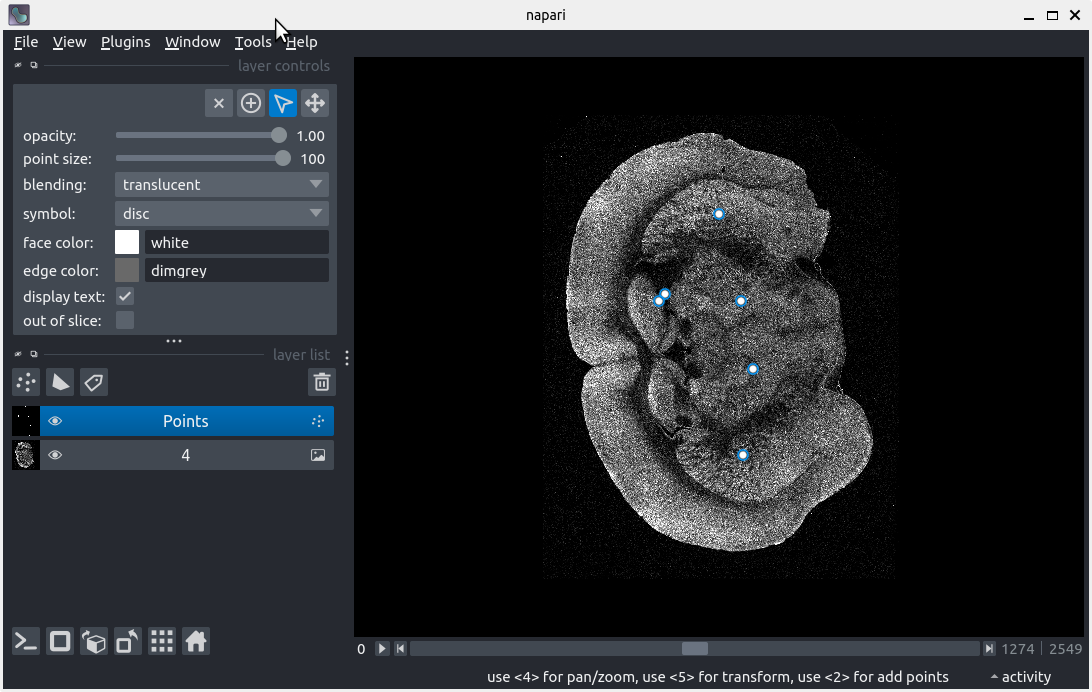 napari
File View Plugins Window Tools Help
layer controls
opacity: 1.00
point size: 100
blending: translucent
symbol: disc
face color: white
edge color: dimgrey
display text:
out of slice:
layer list
Points
4
0 1274 2549
use <4> for pan/zoom, use <5> for transform, use <2> for add points activity